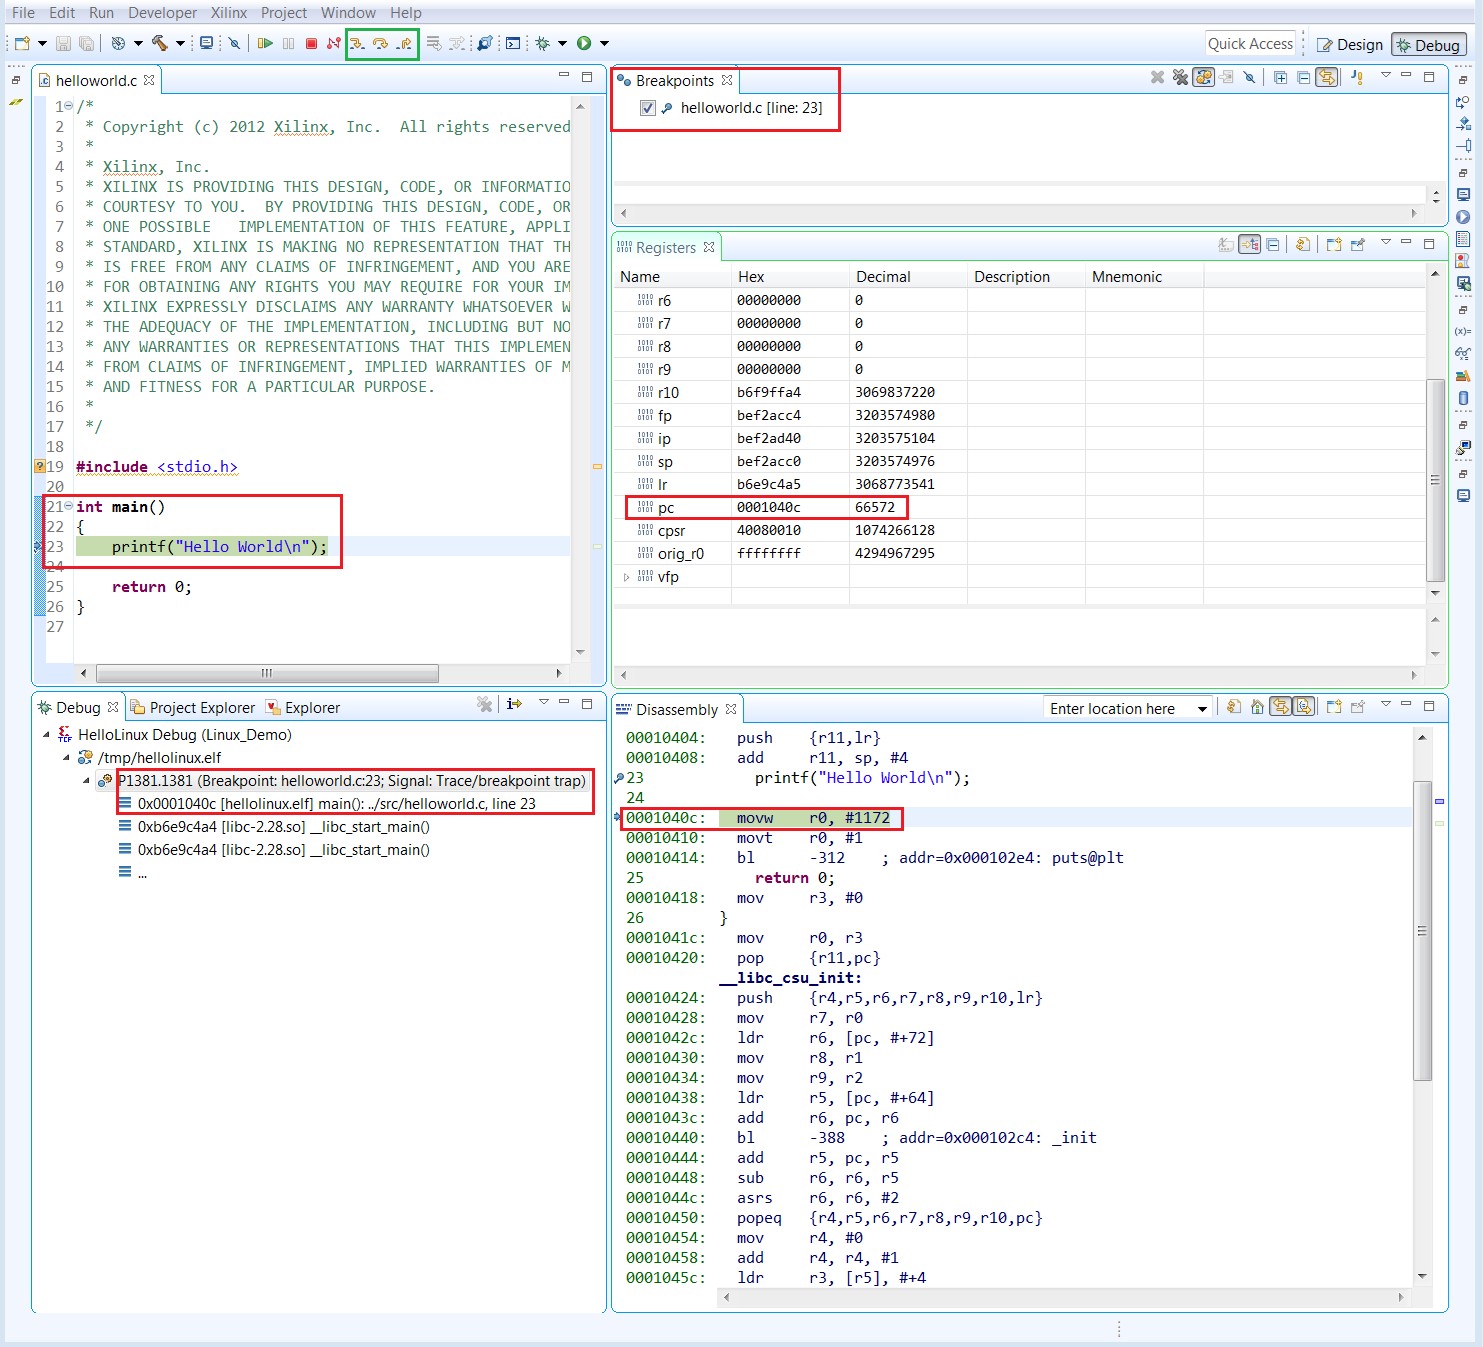 File Edit Run Developer Xilinx Project Window Help
Quick Access Design Debug
helloworld.c
1 /*
2  * Copyright (c) 2012 Xilinx, Inc.  All rights reserved
3  *
4  * Xilinx, Inc.
5  * XILINX IS PROVIDING THIS DESIGN, CODE, OR INFORMATIO
6  * COURTESY TO YOU.  BY PROVIDING THIS DESIGN, CODE, OR
7  * ONE POSSIBLE   IMPLEMENTATION OF THIS FEATURE, APPLI
8  * STANDARD, XILINX IS MAKING NO REPRESENTATION THAT TH
9  * IS FREE FROM ANY CLAIMS OF INFRINGEMENT, AND YOU ARE
10  * FOR OBTAINING ANY RIGHTS YOU MAY REQUIRE FOR YOUR IM
11  * XILINX EXPRESSLY DISCLAIMS ANY WARRANTY WHATSOEVER W
12  * THE ADEQUACY OF THE IMPLEMENTATION, INCLUDING BUT NO
13  * ANY WARRANTIES OR REPRESENTATIONS THAT THIS IMPLEMEN
14  * FROM CLAIMS OF INFRINGEMENT, IMPLIED WARRANTIES OF M
15  * AND FITNESS FOR A PARTICULAR PURPOSE.
16  *
17  */
18
19 #include <stdio.h>
20
21 int main()
22 {
23     printf("Hello World\n");
24
25     return 0;
26 }
27
Breakpoints
helloworld.c [line: 23]
Registers
Name Hex Decimal Description Mnemonic
r6 00000000 0
r7 00000000 0
r8 00000000 0
r9 00000000 0
r10 b6f9ffa4 3069837220
fp bef2acc4 3203574980
ip bef2ad40 3203575104
sp bef2acc0 3203574976
lr b6e9c4a5 3068773541
pc 0001040c 66572
cpsr 40080010 1074266128
orig_r0 ffffffff 4294967295
vfp
Debug Project Explorer Explorer
HelloLinux Debug (Linux_Demo)
/tmp/hellolinux.elf
P1381.1381 (Breakpoint: helloworld.c:23; Signal: Trace/breakpoint trap)
0x0001040c [hellolinux.elf] main(): ../src/helloworld.c, line 23
0xb6e9c4a4 [libc-2.28.so] __libc_start_main()
0xb6e9c4a4 [libc-2.28.so] __libc_start_main()
...
Disassembly Enter location here
00010404: push {r11,lr}
00010408: add r11, sp, #4
23 printf("Hello World\n");
24
0001040c: movw r0, #1172
00010410: movt r0, #1
00010414: bl -312 ; addr=0x000102e4: puts@plt
25 return 0;
00010418: mov r3, #0
26 }
0001041c: mov r0, r3
00010420: pop {r11,pc}
__libc_csu_init:
00010424: push {r4,r5,r6,r7,r8,r9,r10,lr}
00010428: mov r7, r0
0001042c: ldr r6, [pc, #+72]
00010430: mov r8, r1
00010434: mov r9, r2
00010438: ldr r5, [pc, #+64]
0001043c: add r6, pc, r6
00010440: bl -388 ; addr=0x000102c4: _init
00010444: add r5, pc, r5
00010448: sub r6, r6, r5
0001044c: asrs r6, r6, #2
00010450: popeq {r4,r5,r6,r7,r8,r9,r10,pc}
00010454: mov r4, #0
00010458: add r4, r4, #1
0001045c: ldr r3, [r5], #+4